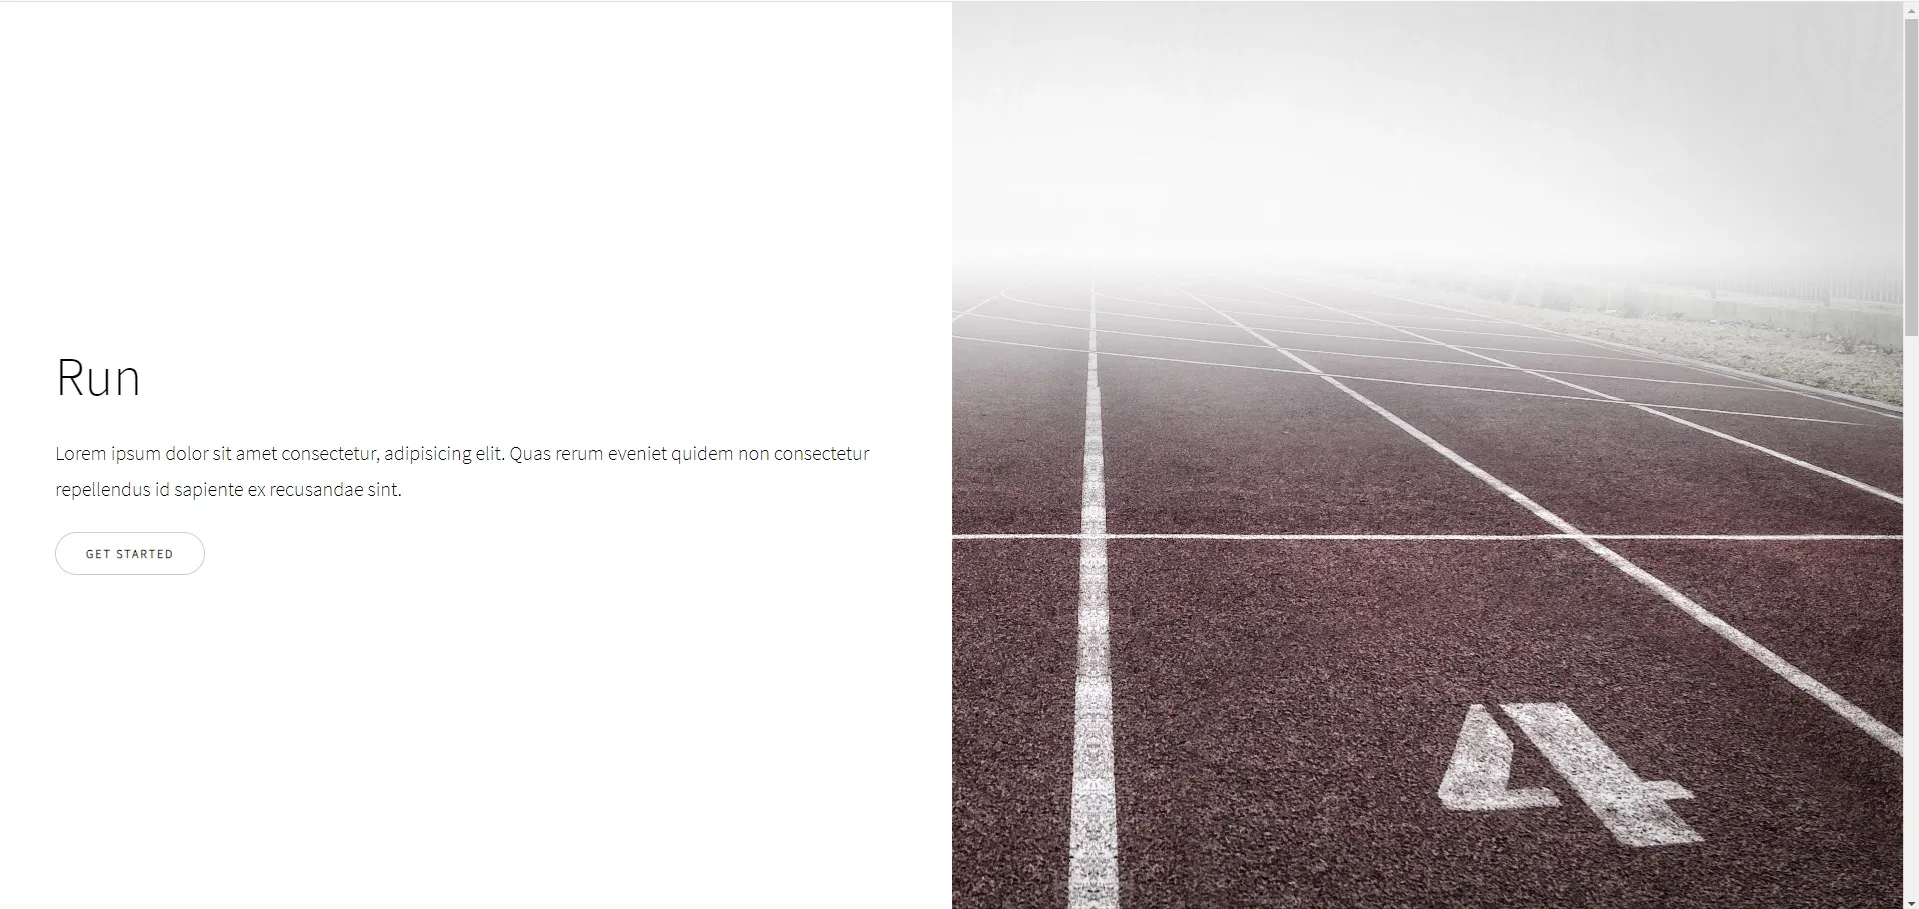 Run
Lorem ipsum dolor sit amet consectetur, adipisicing elit. Quas rerum eveniet quidem non consectetur
repellendus id sapiente ex recusandae sint.
GET STARTED
4